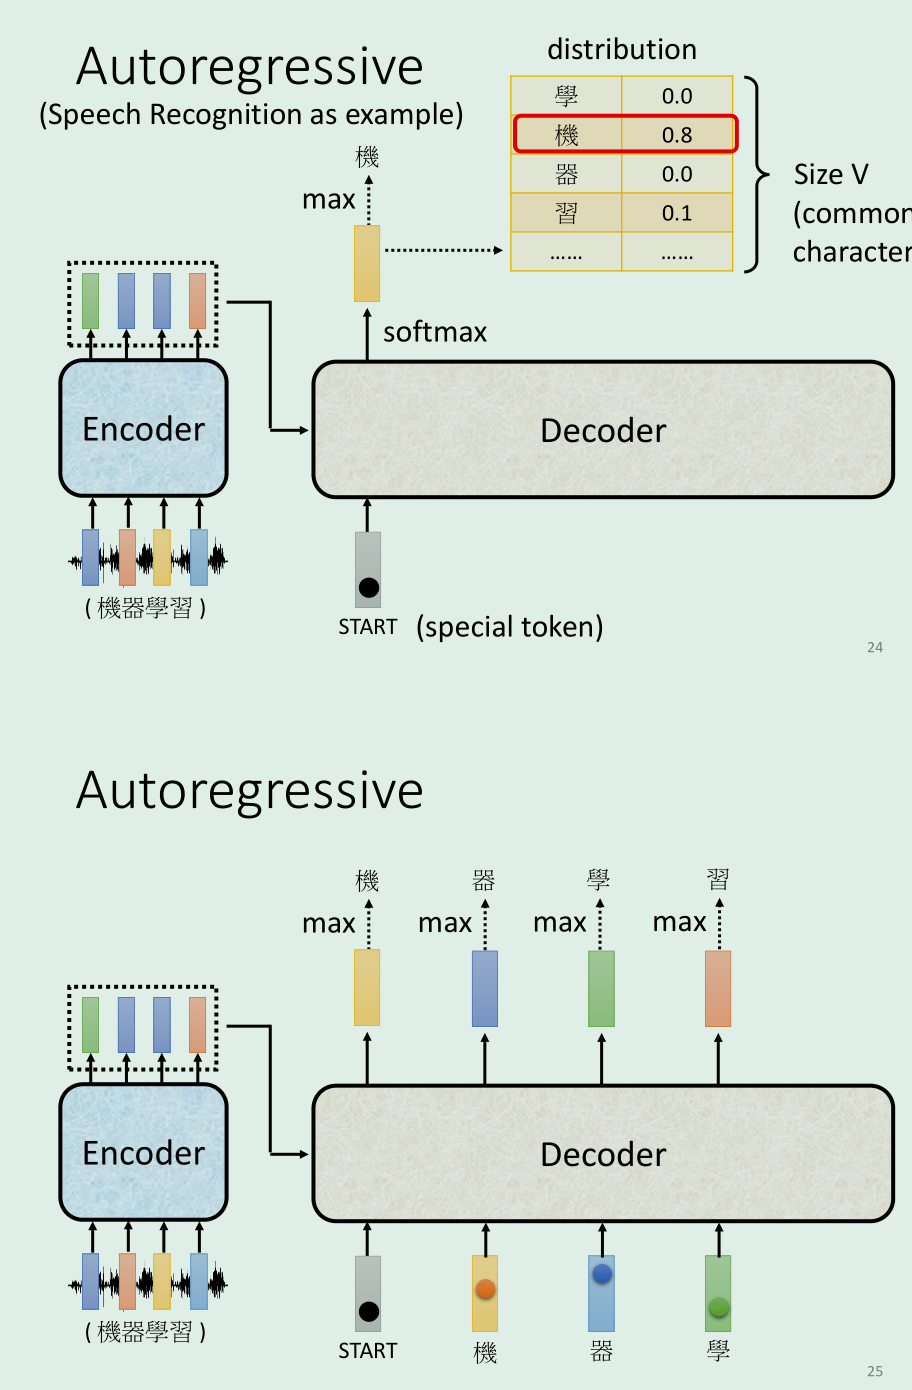 Autoregressive
(Speech Recognition as example)
distribution
學 0.0
機 0.8
器 0.0
習 0.1
…… ……
Size V
(common
character
機
max
softmax
Encoder
Decoder
(機器學習)
START (special token)
24
Autoregressive
機 器 學 習
max max max max
Encoder
Decoder
(機器學習)
START 機 器 學
25